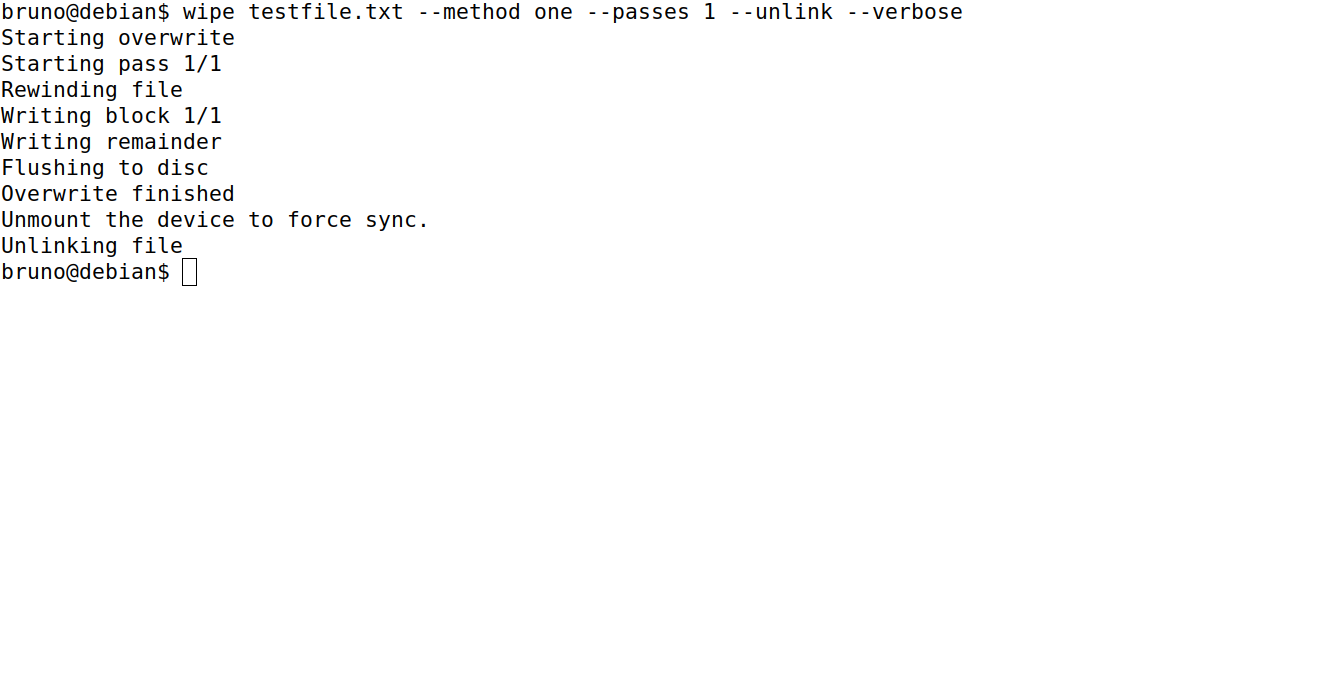 bruno@debian$ wipe testfile.txt --method one --passes 1 --unlink --verbose
Starting overwrite
Starting pass 1/1
Rewinding file
Writing block 1/1
Writing remainder
Flushing to disc
Overwrite finished
Unmount the device to force sync.
Unlinking file
bruno@debian$